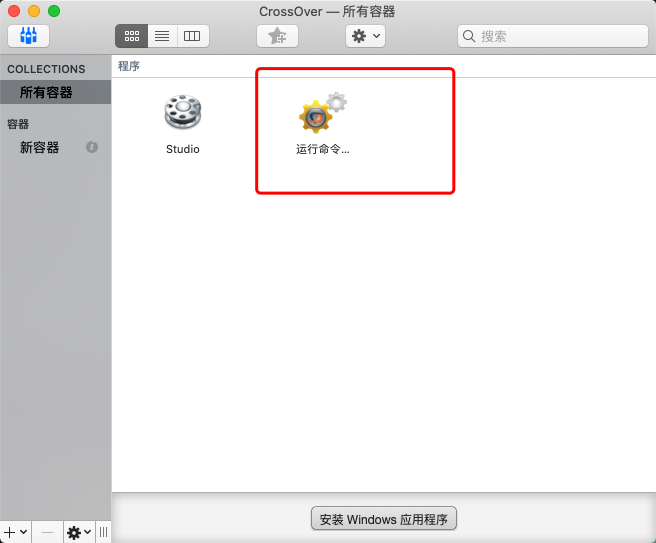 CrossOver — 所有容器
搜索
COLLECTIONS
所有容器
容器
新容器
程序
Studio
运行命令...
安装 Windows 应用程序